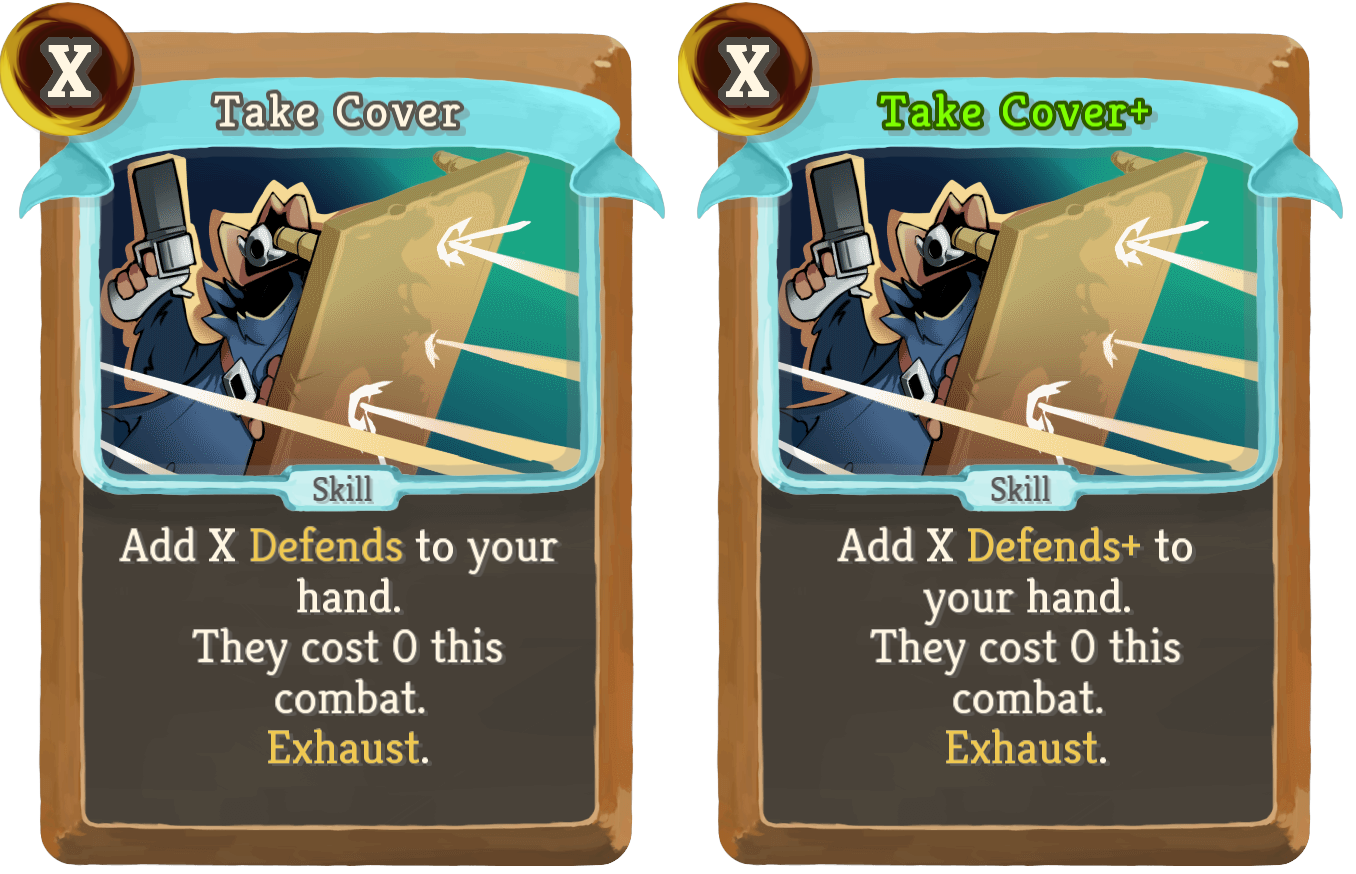 X
Take Cover
Skill
Add X Defends to your
hand.
They cost 0 this
combat.
Exhaust.
X
Take Cover+
Skill
Add X Defends+ to
your hand.
They cost 0 this
combat.
Exhaust.